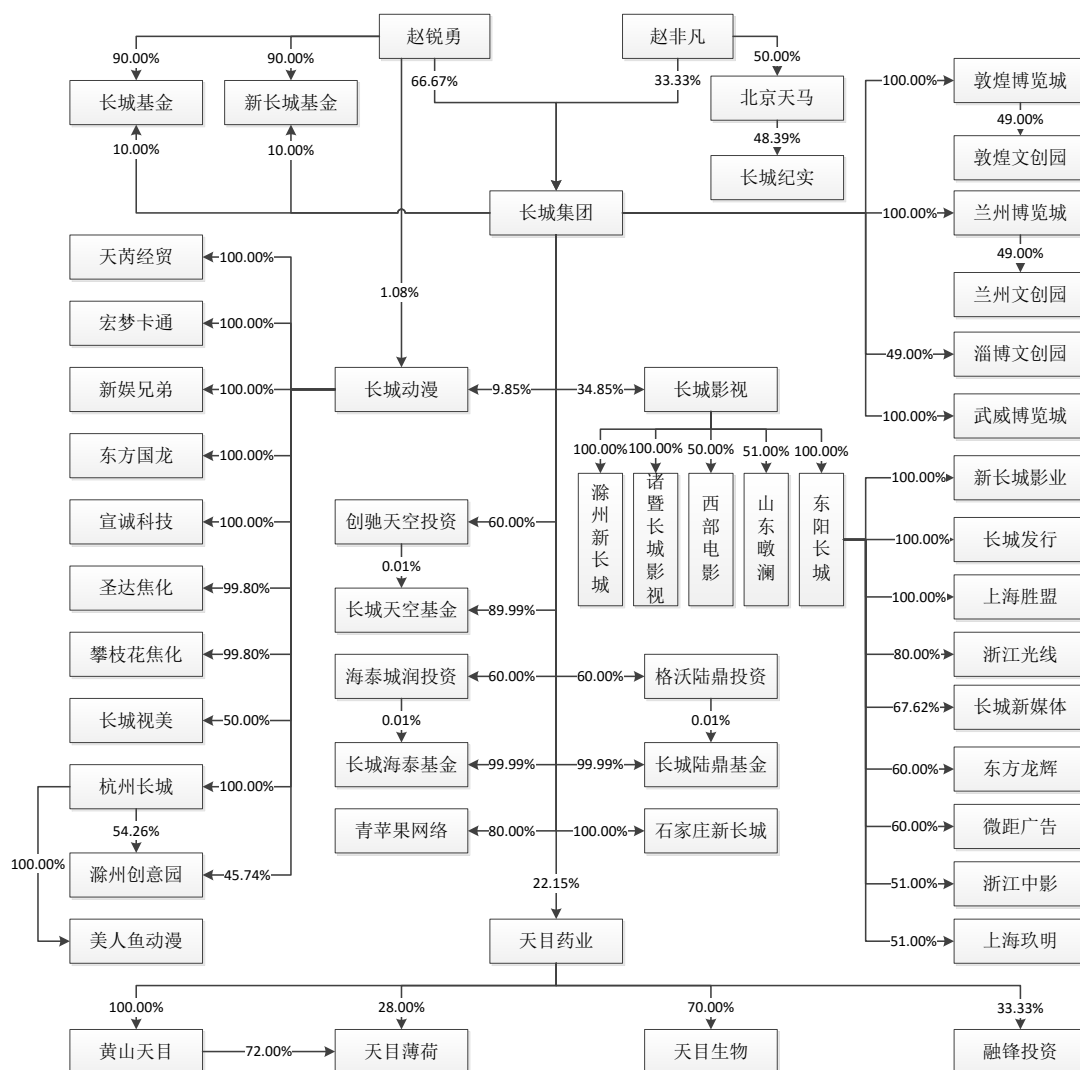 赵锐勇
赵非凡
90.00%
90.00%
66.67%
33.33%
50.00%
长城基金
新长城基金
北京天马
100.00%
敦煌博览城
49.00%
10.00%
10.00%
48.39%
敦煌文创园
长城纪实
长城集团
100.00%
兰州博览城
49.00%
天芮经贸
100.00%
1.08%
兰州文创园
宏梦卡通
100.00%
49.00%
淄博文创园
新娱兄弟
100.00%
长城动漫
9.85%
34.85%
长城影视
100.00%
武威博览城
东方国龙
100.00%
100.00%
100.00%
50.00%
51.00%
100.00%
滁州新长城
诸暨长城影视
西部电影
山东暾澜
东阳长城
100.00%
新长城影业
宣诚科技
100.00%
创驰天空投资
60.00%
100.00%
长城发行
0.01%
圣达焦化
99.80%
长城天空基金
89.99%
100.00%
上海胜盟
攀枝花焦化
99.80%
海泰城润投资
60.00%
60.00%
格沃陆鼎投资
80.00%
浙江光线
长城视美
50.00%
0.01%
0.01%
67.62%
长城新媒体
杭州长城
100.00%
长城海泰基金
99.99%
99.99%
长城陆鼎基金
60.00%
东方龙辉
54.26%
青苹果网络
80.00%
100.00%
石家庄新长城
60.00%
微距广告
100.00%
滁州创意园
45.74%
22.15%
51.00%
浙江中影
美人鱼动漫
天目药业
51.00%
上海玖明
100.00%
28.00%
70.00%
33.33%
黄山天目
72.00%
天目薄荷
天目生物
融锋投资